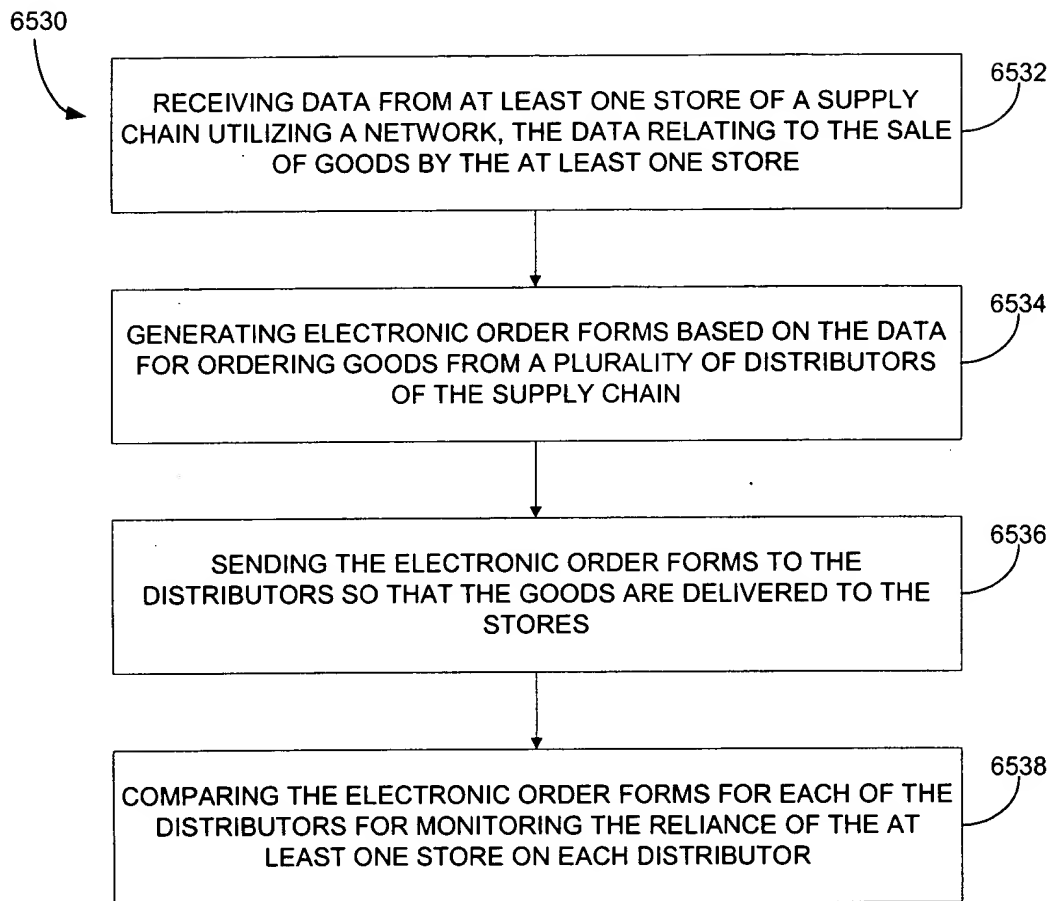 6530
RECEIVING DATA FROM AT LEAST ONE STORE OF A SUPPLY
CHAIN UTILIZING A NETWORK, THE DATA RELATING TO THE SALE
OF GOODS BY THE AT LEAST ONE STORE
6532
GENERATING ELECTRONIC ORDER FORMS BASED ON THE DATA
FOR ORDERING GOODS FROM A PLURALITY OF DISTRIBUTORS
OF THE SUPPLY CHAIN
6534
SENDING THE ELECTRONIC ORDER FORMS TO THE
DISTRIBUTORS SO THAT THE GOODS ARE DELIVERED TO THE
STORES
6536
COMPARING THE ELECTRONIC ORDER FORMS FOR EACH OF THE
DISTRIBUTORS FOR MONITORING THE RELIANCE OF THE AT
LEAST ONE STORE ON EACH DISTRIBUTOR
6538